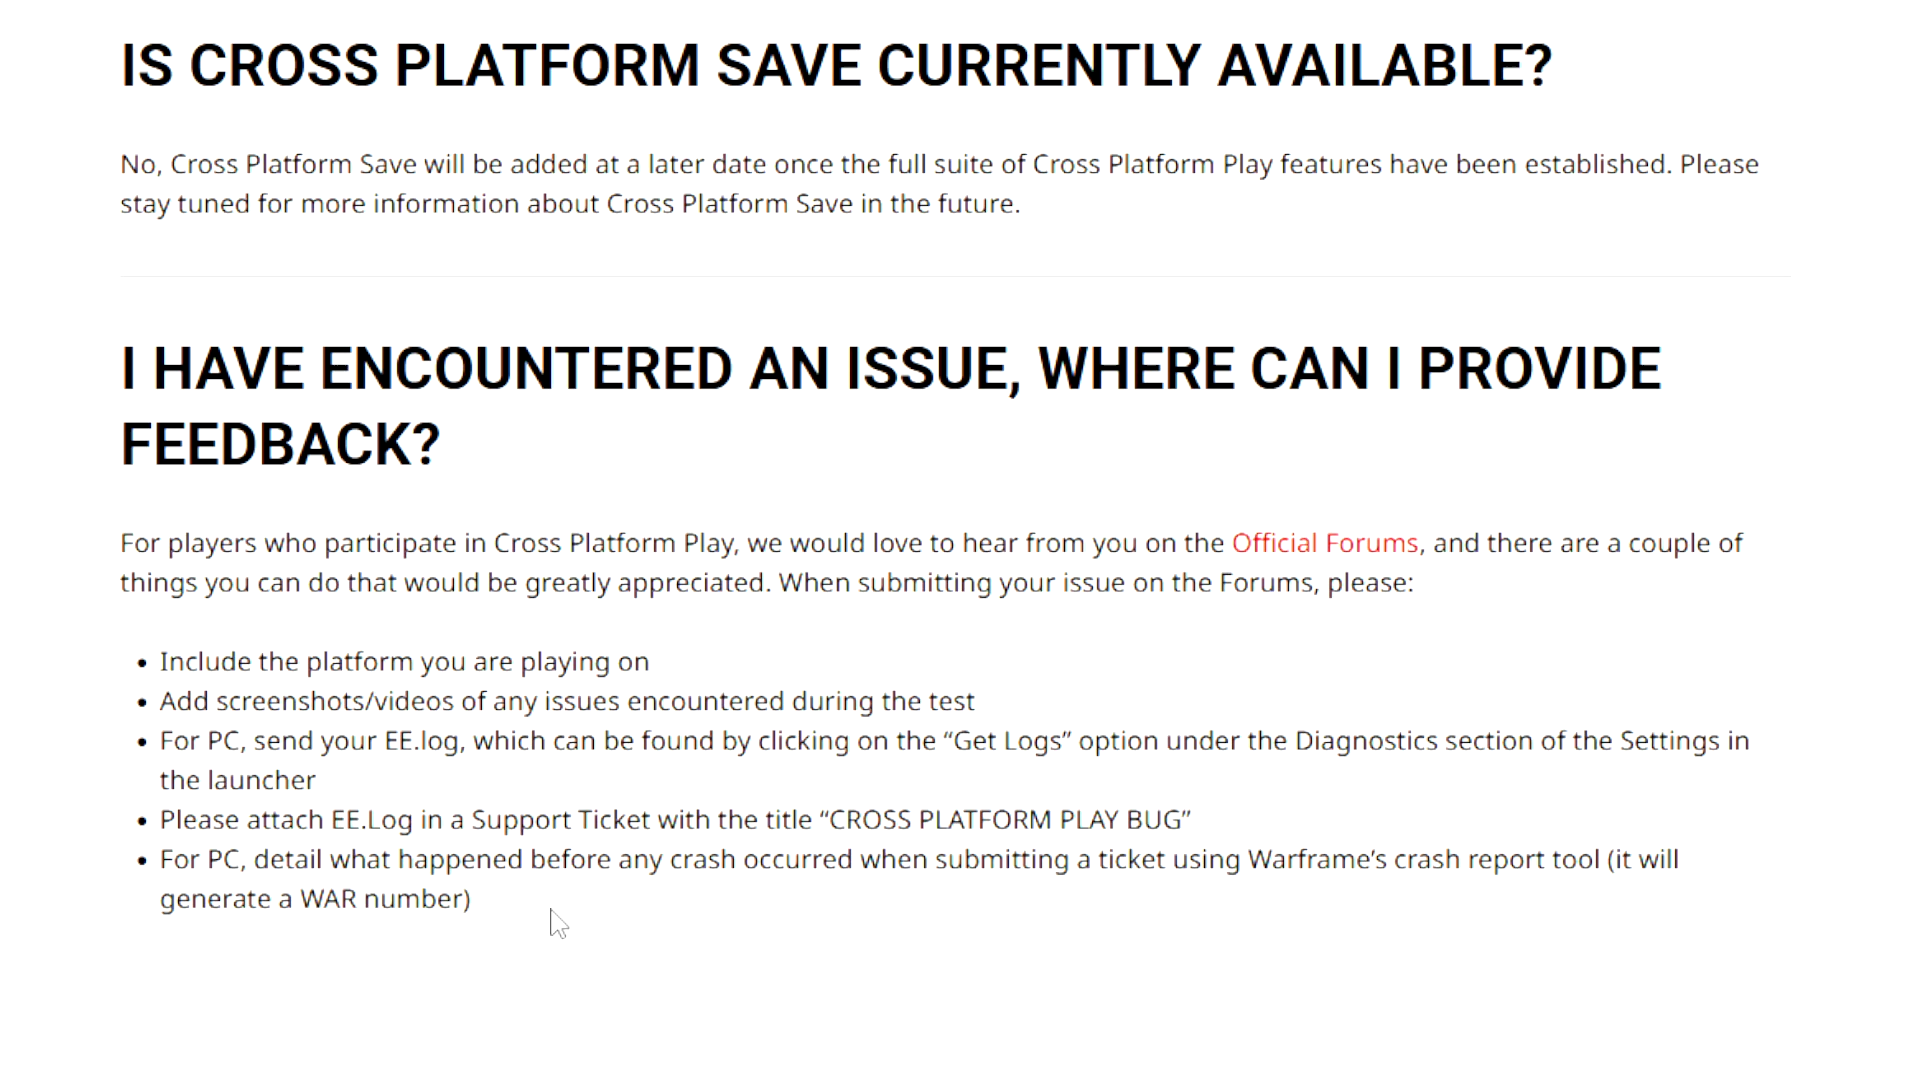 IS CROSS PLATFORM SAVE CURRENTLY AVAILABLE?
No, Cross Platform Save will be added at a later date once the full suite of Cross Platform Play features have been established. Please
stay tuned for more information about Cross Platform Save in the future.
I HAVE ENCOUNTERED AN ISSUE, WHERE CAN I PROVIDE
FEEDBACK?
For players who participate in Cross Platform Play, we would love to hear from you on the Official Forums, and there are a couple of
things you can do that would be greatly appreciated. When submitting your issue on the Forums, please:
• Include the platform you are playing on
• Add screenshots/videos of any issues encountered during the test
• For PC, send your EE.log, which can be found by clicking on the “Get Logs” option under the Diagnostics section of the Settings in
the launcher
• Please attach EE.Log in a Support Ticket with the title “CROSS PLATFORM PLAY BUG”
• For PC, detail what happened before any crash occurred when submitting a ticket using Warframe’s crash report tool (it will
generate a WAR number)